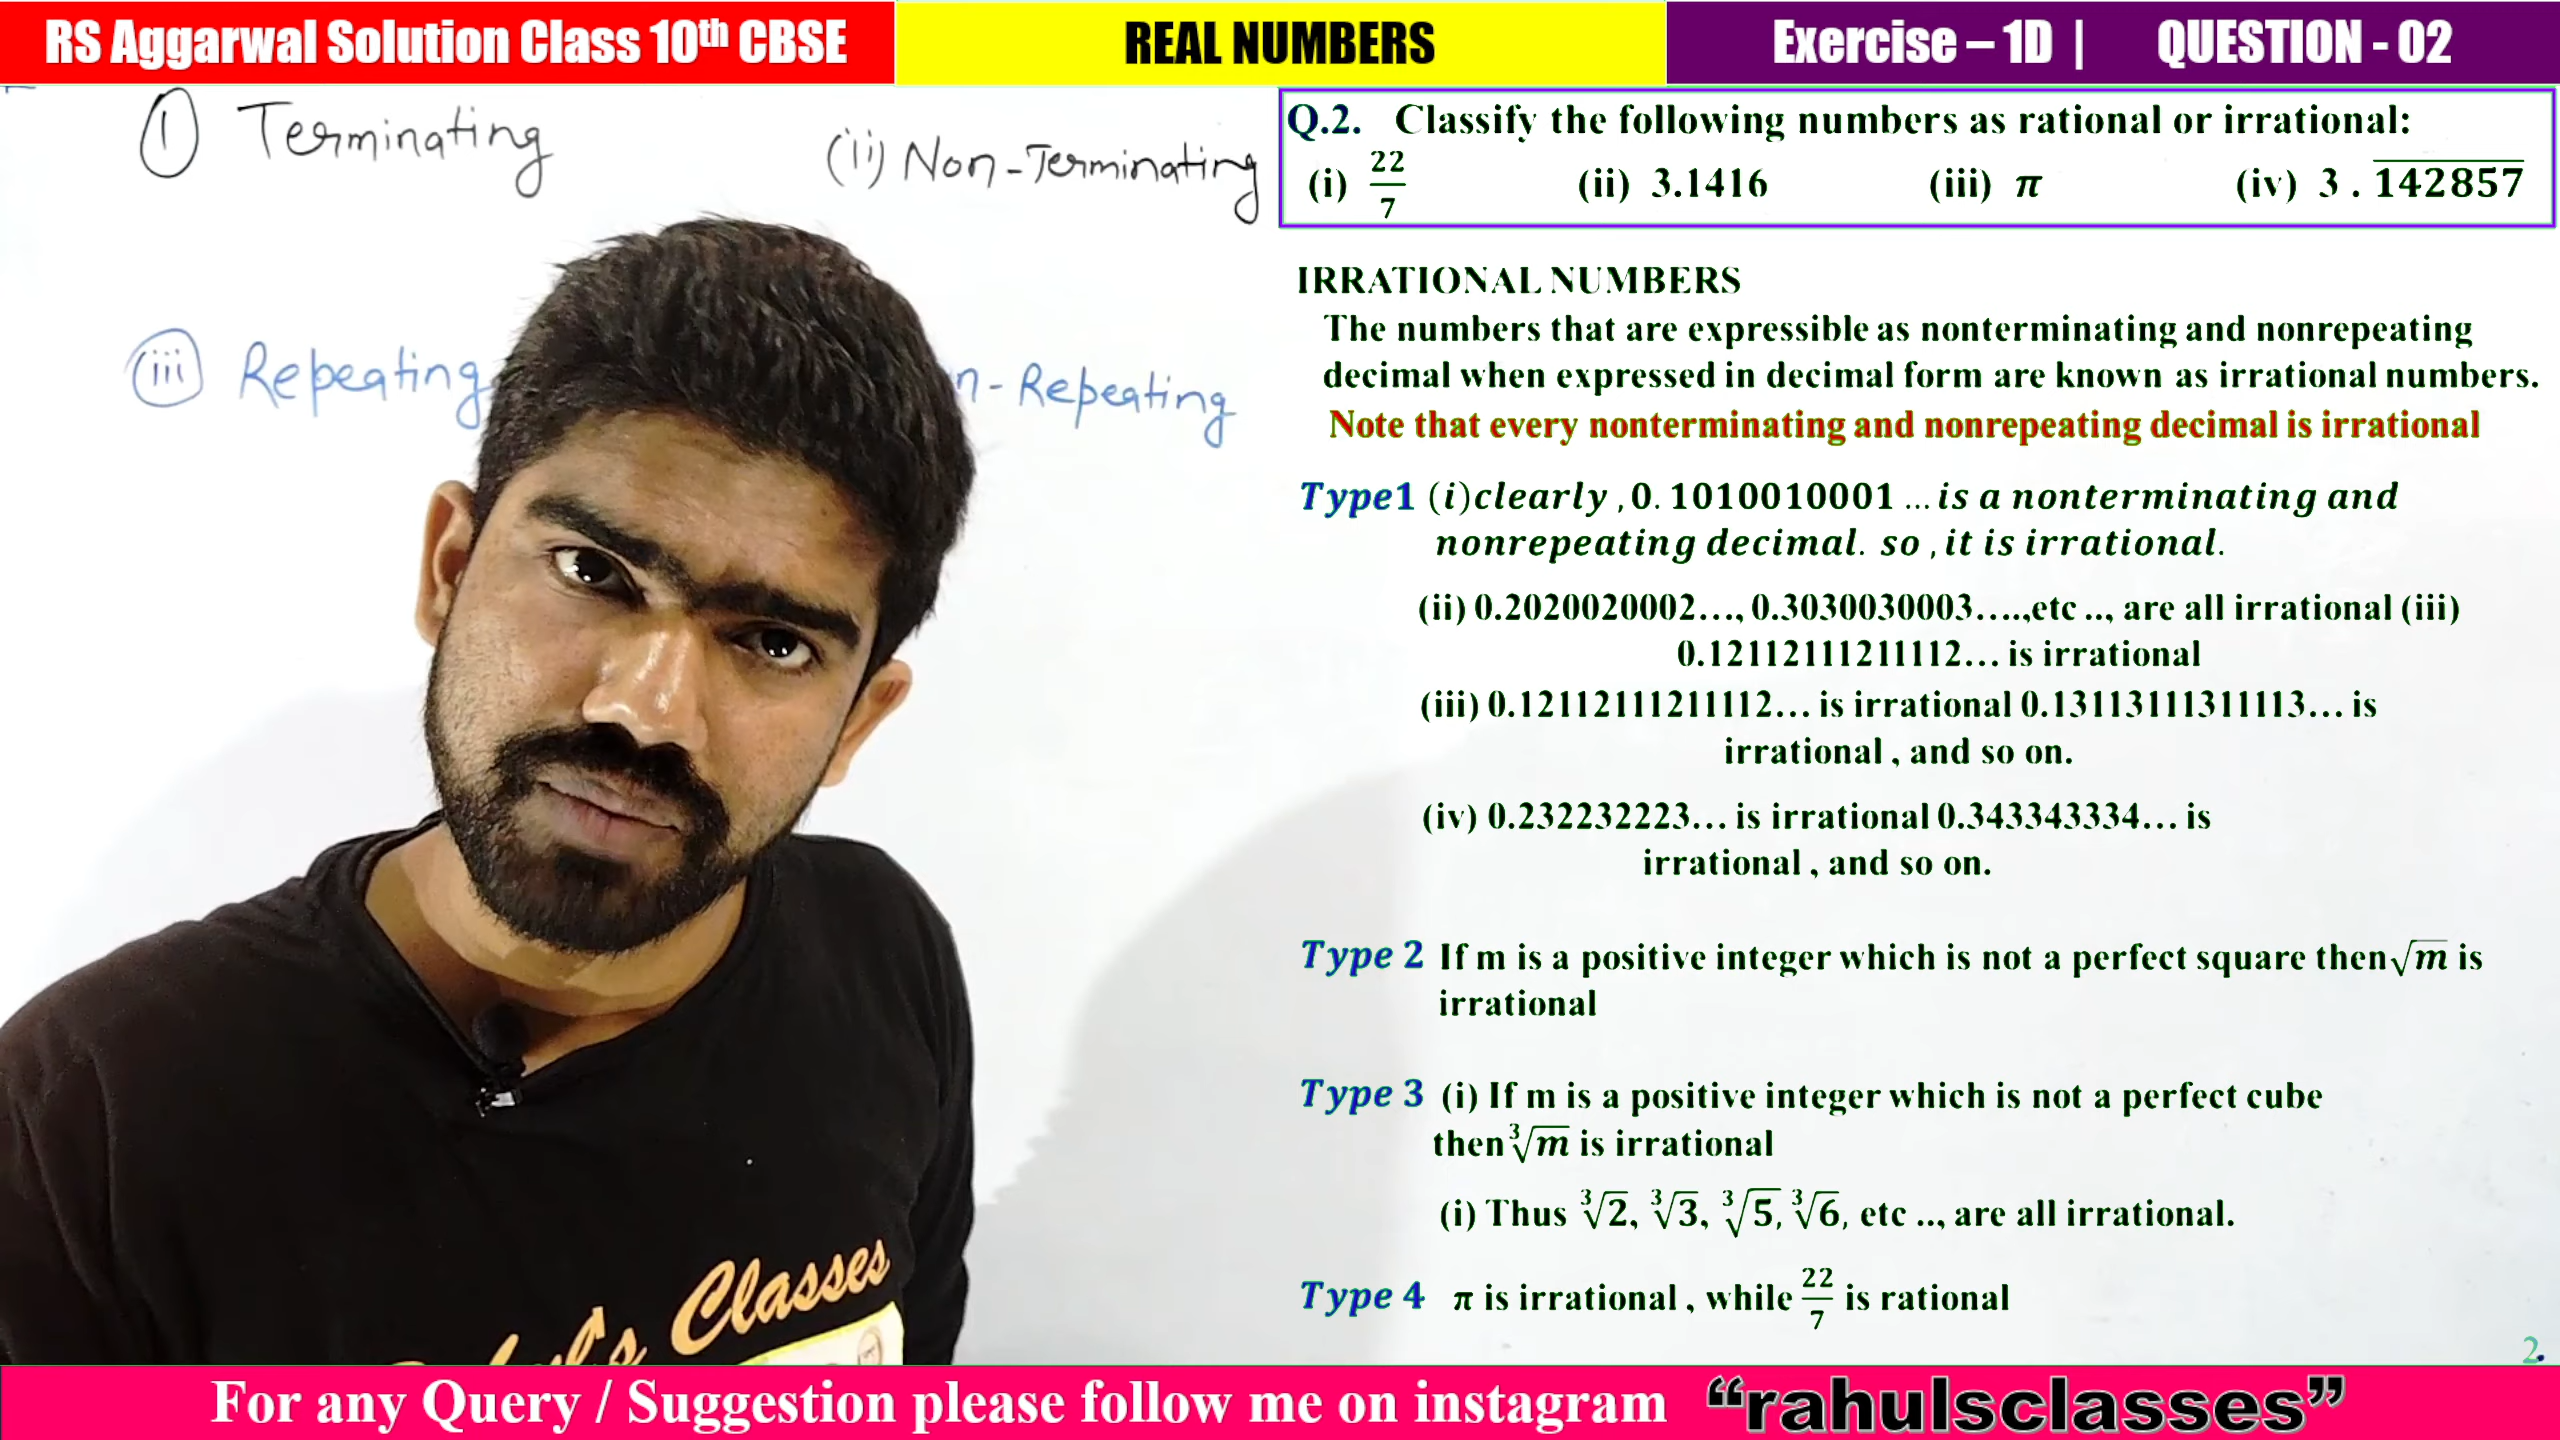 RS Aggarwal Solution Class 10th CBSE
REAL NUMBERS
Exercise – 1D | QUESTION - 02
(i) Terminating
(ii) Non-Terminating
(iii) Repeating
n-Repeating
Q.2. Classify the following numbers as rational or irrational:
(i) 22/7 (ii) 3.1416 (iii) π (iv) 3 . 1̅4̅2̅8̅5̅7̅
IRRATIONAL NUMBERS
The numbers that are expressible as nonterminating and nonrepeating
decimal when expressed in decimal form are known as irrational numbers.
Note that every nonterminating and nonrepeating decimal is irrational
Type1 (i)clearly ,0. 1010010001 ... is a nonterminating and
nonrepeating decimal. so , it is irrational.
(ii) 0.2020020002…, 0.3030030003….,etc .., are all irrational (iii)
0.12112111211112… is irrational
(iii) 0.12112111211112… is irrational 0.13113111311113… is
irrational , and so on.
(iv) 0.232232223… is irrational 0.343343334… is
irrational , and so on.
Type 2 If m is a positive integer which is not a perfect square then √m is
irrational
Type 3 (i) If m is a positive integer which is not a perfect cube
then ∛m is irrational
(i) Thus ∛2, ∛3, ∛5, ∛6, etc .., are all irrational.
Type 4 π is irrational , while 22/7 is rational
2.
Classes
For any Query / Suggestion please follow me on instagram “rahulsclasses”